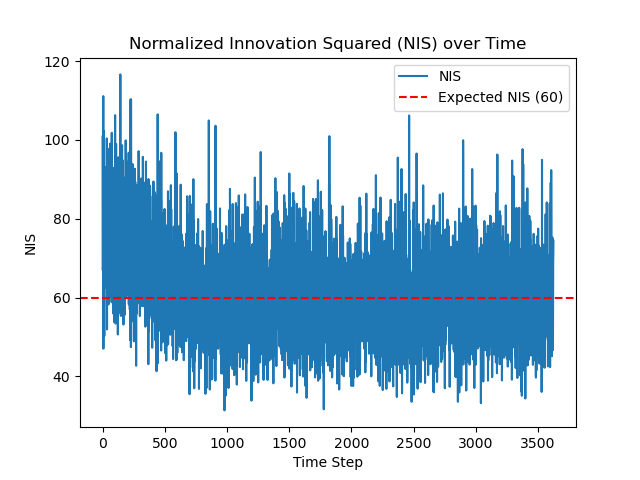 Normalized Innovation Squared (NIS) over Time
NIS
Expected NIS (60)
120
100
80
60
40
NIS
0 500 1000 1500 2000 2500 3000 3500
Time Step